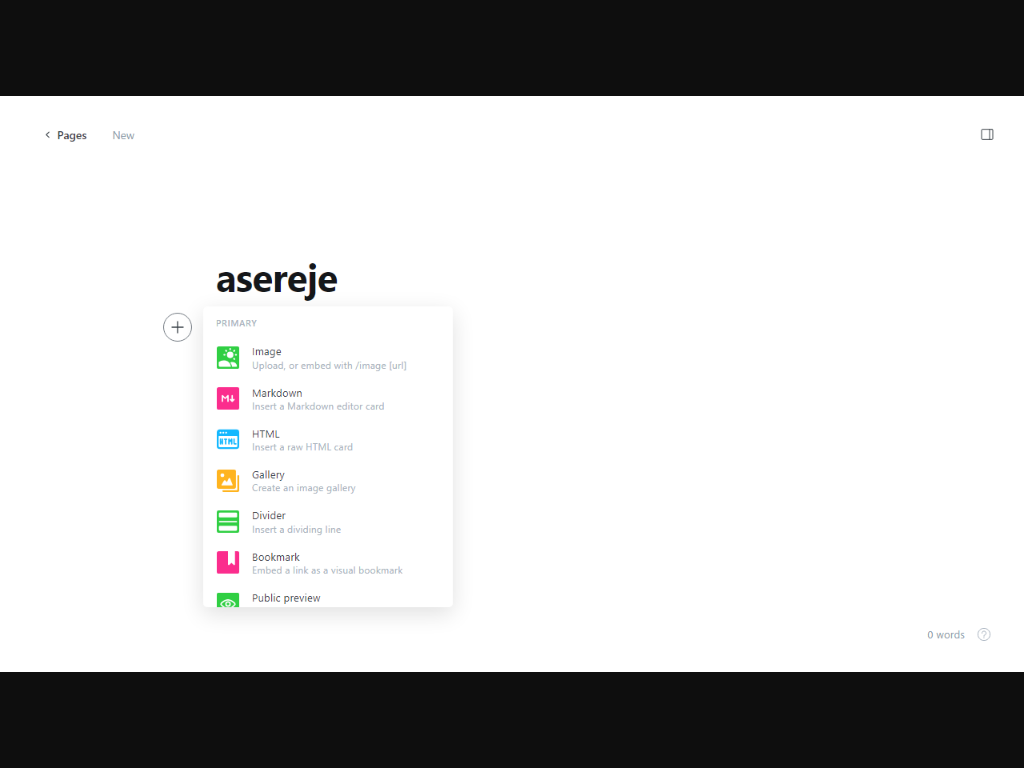 Pages New
asereje
PRIMARY
Image
Upload, or embed with /image [url]
M
Markdown
Insert a Markdown editor card
HTML
HTML
Insert a raw HTML card
Gallery
Create an image gallery
Divider
Insert a dividing line
Bookmark
Embed a link as a visual bookmark
Public preview
0 words ?